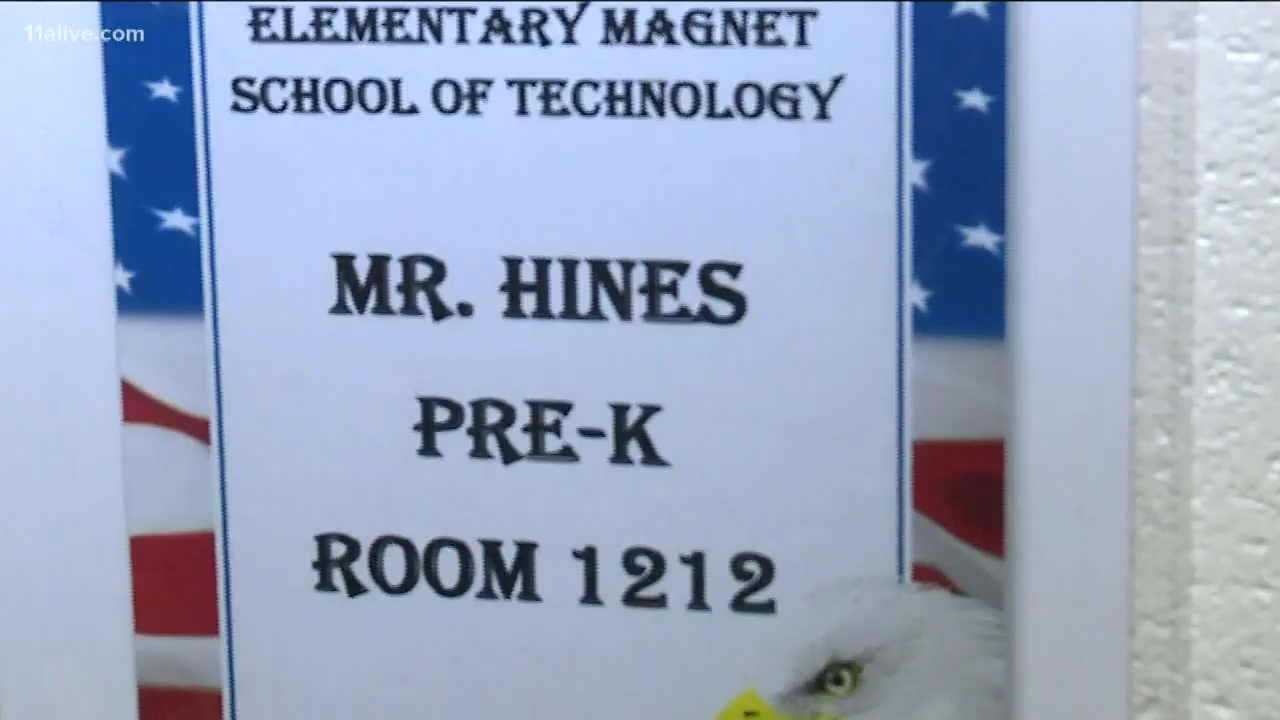 11alive.com
ELEMENTARY MAGNET
SCHOOL OF TECHNOLOGY
MR. HINES
PRE-K
ROOM 1212